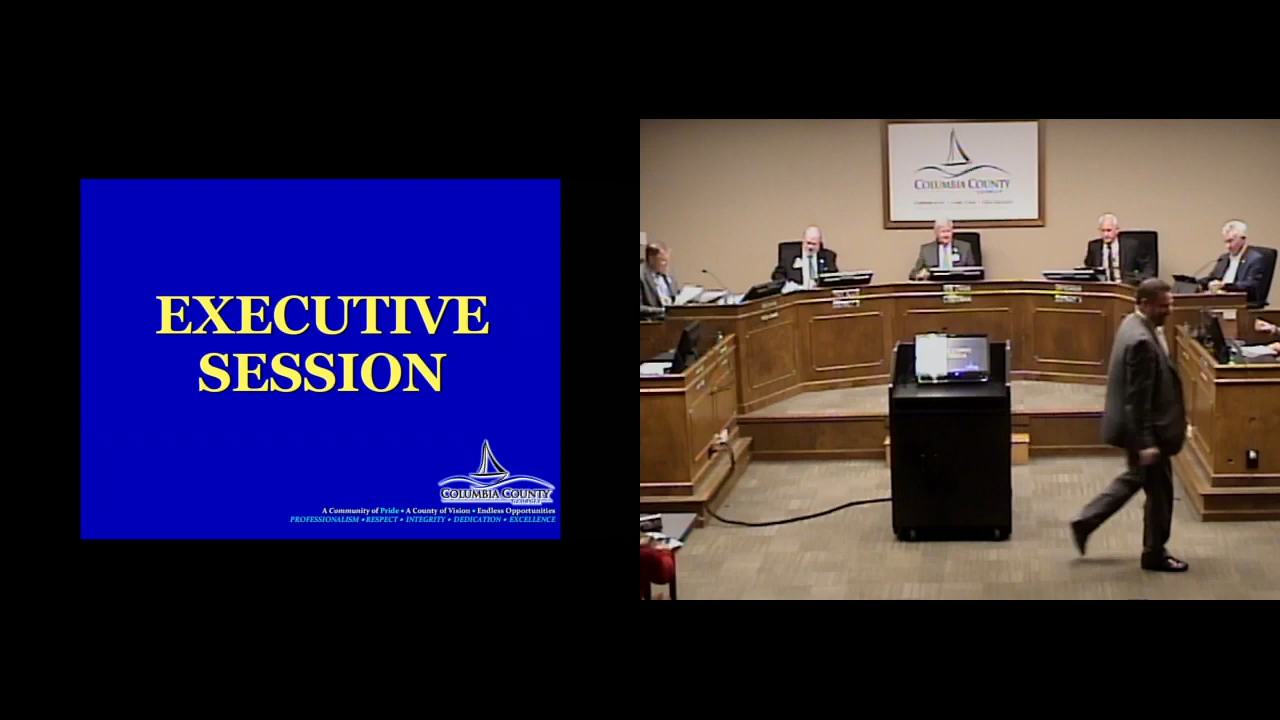 EXECUTIVE
SESSION
COLUMBIA COUNTY
GEORGIA
A Community of Pride • A County of Vision • Endless Opportunities
PROFESSIONALISM • RESPECT • INTEGRITY • DEDICATION • EXCELLENCE
COLUMBIA COUNTY